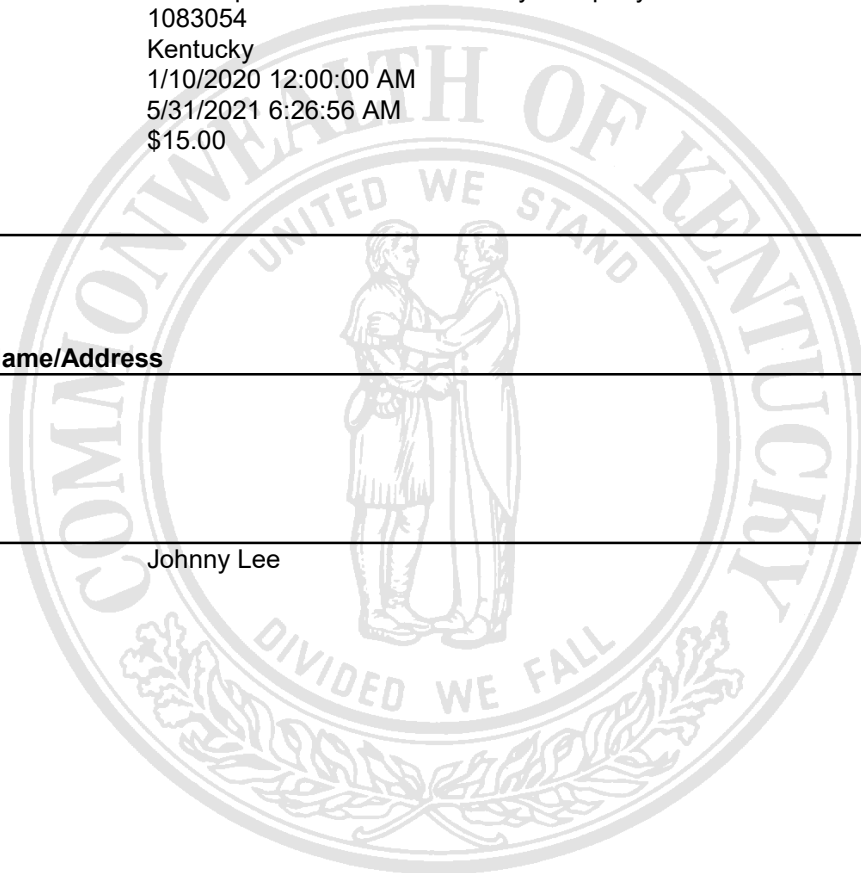 1083054
Kentucky
1/10/2020 12:00:00 AM
5/31/2021 6:26:56 AM
$15.00
COMMONWEALTH OF KENTUCKY
UNITED WE STAND
ame/Address
Johnny Lee
DIVIDED WE FALL